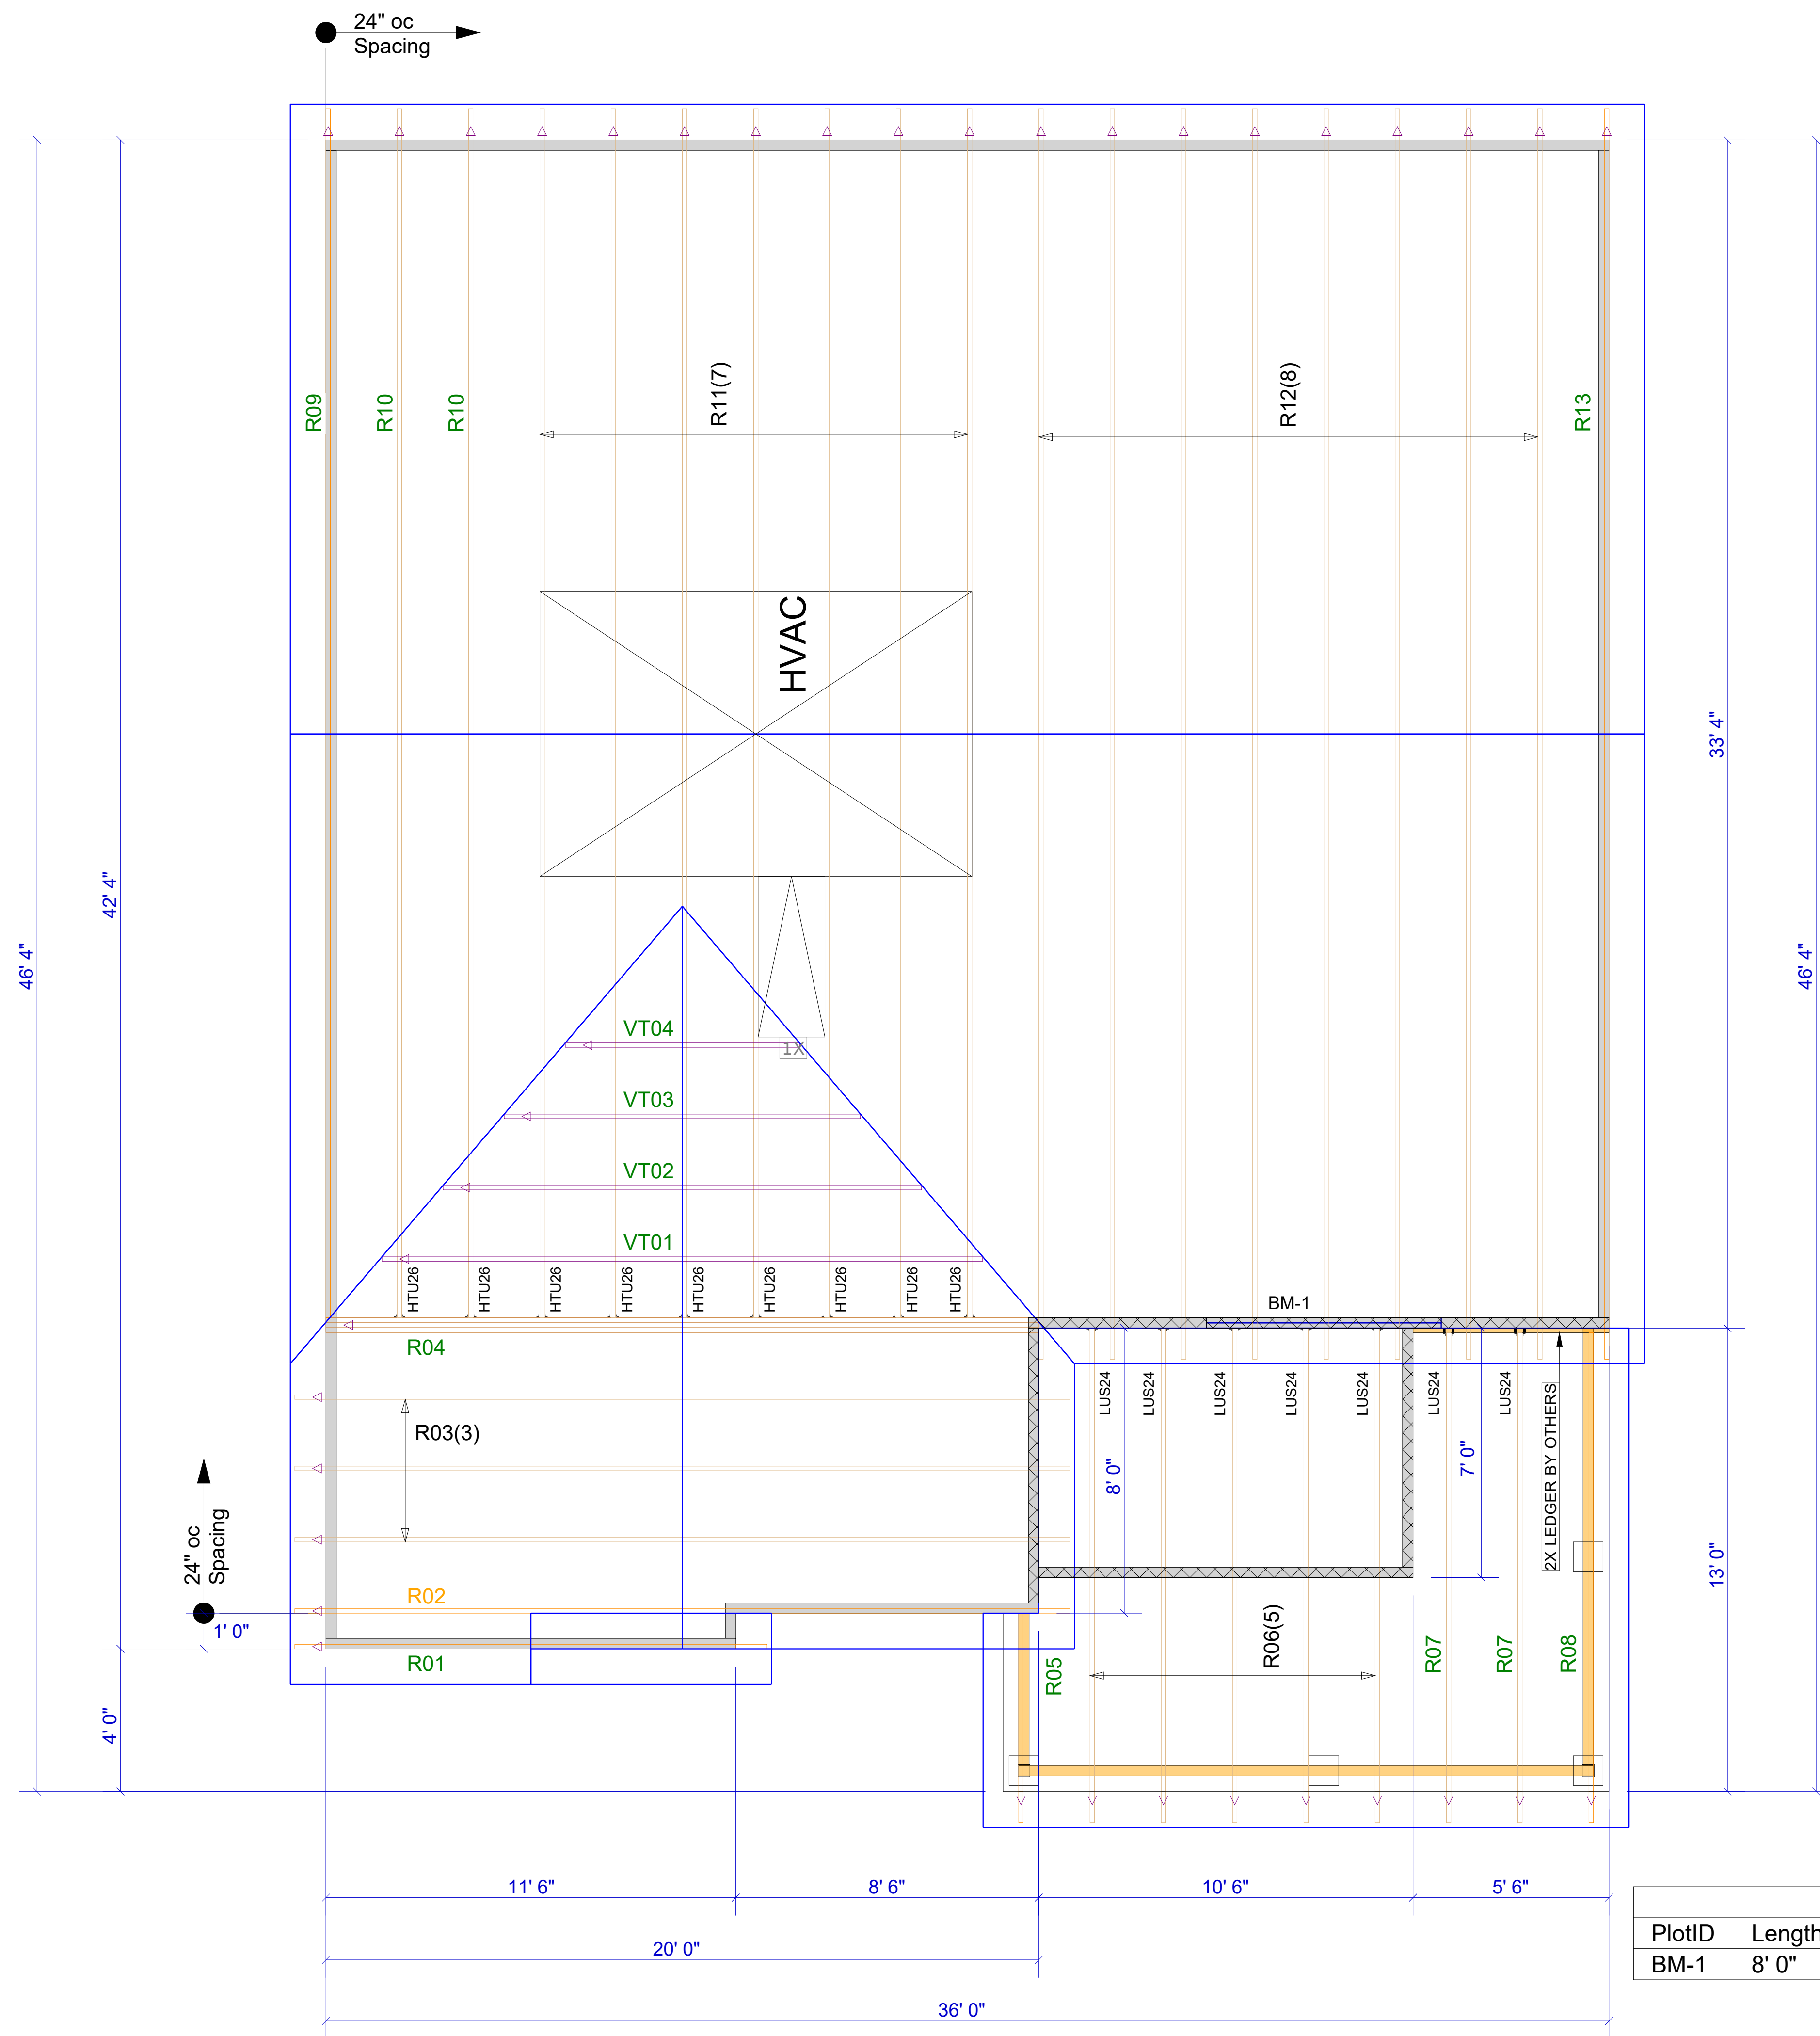 24" oc
Spacing
R09
R10
R10
R11(7)
R12(8)
R13
HVAC
33' 4"
42' 4"
46' 4"
46' 4"
VT04
1X
VT03
VT02
VT01
HTU26
HTU26
HTU26
HTU26
HTU26
HTU26
HTU26
HTU26
HTU26
BM-1
R04
LUS24
LUS24
LUS24
LUS24
LUS24
LUS24
LUS24
2X LEDGER BY OTHERS
R03(3)
8' 0"
7' 0"
24" oc
Spacing
13' 0"
R02
1' 0"
R01
R05
R06(5)
R07
R07
R08
4' 0"
11' 6"
8' 6"
10' 6"
5' 6"
20' 0"
36' 0"
PlotID Length
BM-1 8' 0"